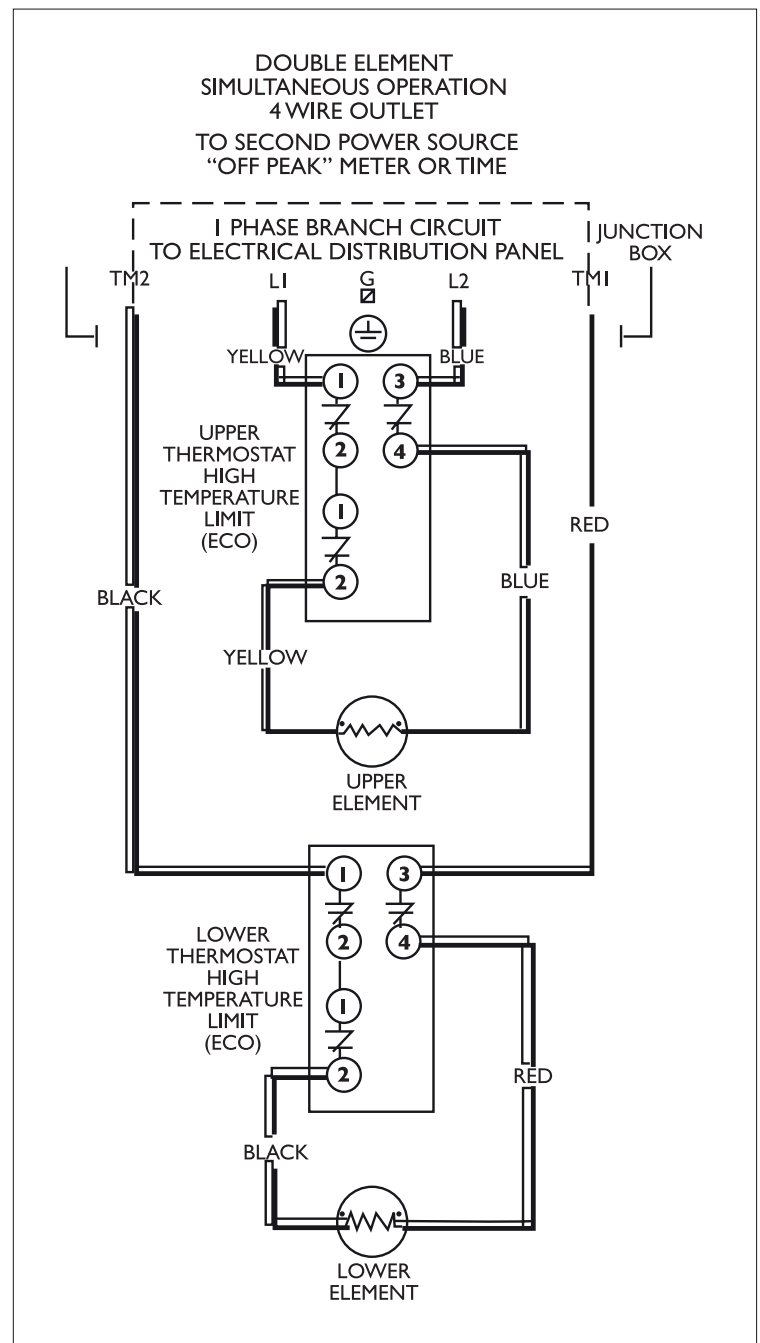 DOUBLE ELEMENT
SIMULTANEOUS OPERATION
4 WIRE OUTLET
TO SECOND POWER SOURCE
“OFF PEAK” METER OR TIME
1 PHASE BRANCH CIRCUIT
TO ELECTRICAL DISTRIBUTION PANEL
JUNCTION
BOX
TM2
L1
G
L2
TM1
YELLOW
BLUE
1
3
2
4
1
2
UPPER
THERMOSTAT
HIGH
TEMPERATURE
LIMIT
(ECO)
RED
BLACK
BLUE
YELLOW
UPPER
ELEMENT
1
3
2
4
1
2
LOWER
THERMOSTAT
HIGH
TEMPERATURE
LIMIT
(ECO)
RED
BLACK
LOWER
ELEMENT